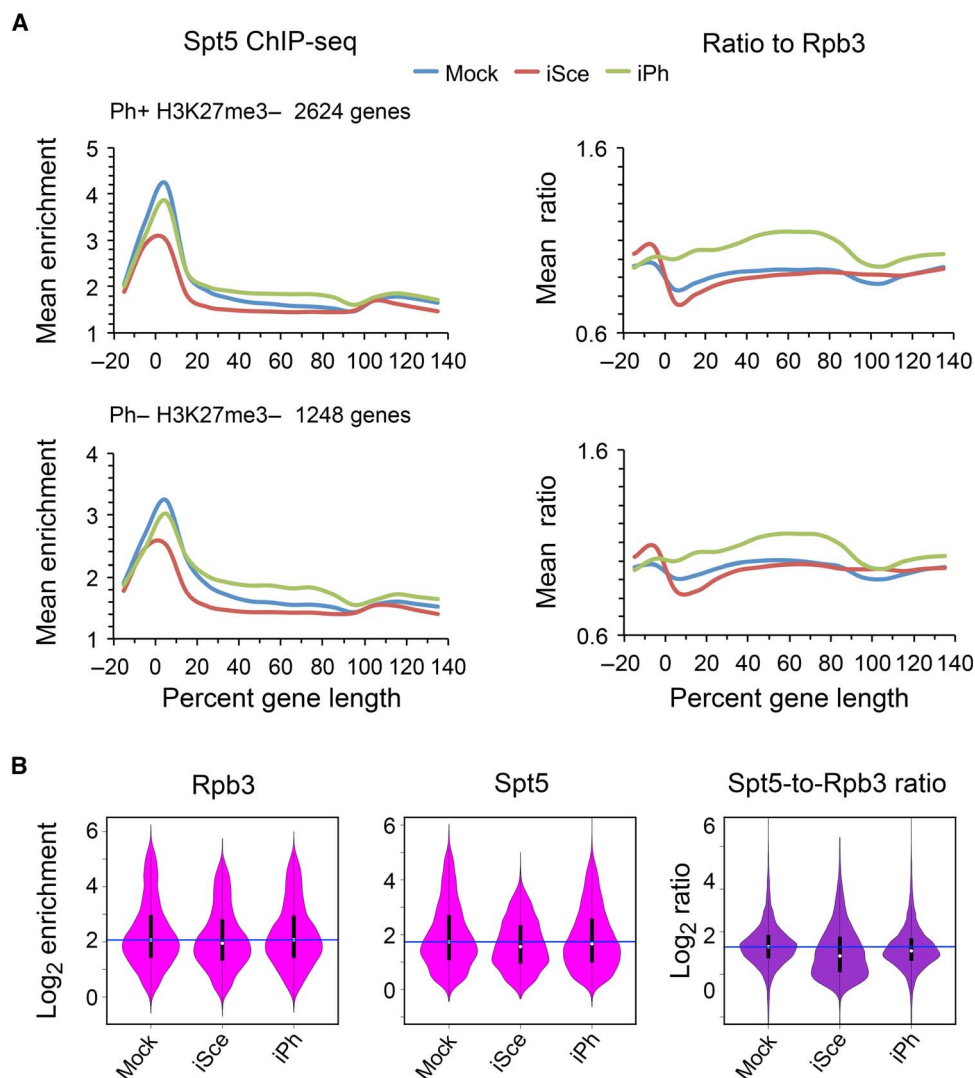 A
Spt5 ChIP-seq
Ratio to Rpb3
Mock iSce iPh
Ph+ H3K27me3– 2624 genes
Mean enrichment
5
4
3
2
1
–20 0 20 40 60 80 100 120 140
Mean ratio
1.6
0.6
–20 0 20 40 60 80 100 120 140
Ph– H3K27me3– 1248 genes
Mean enrichment
4
3
2
1
–20 0 20 40 60 80 100 120 140
Percent gene length
Mean ratio
1.6
0.6
–20 0 20 40 60 80 100 120 140
Percent gene length
B
Rpb3
Log2 enrichment
6
4
2
0
Mock iSce iPh
Spt5
6
4
2
0
Mock iSce iPh
Spt5-to-Rpb3 ratio
Log2 ratio
6
4
2
0
Mock iSce iPh